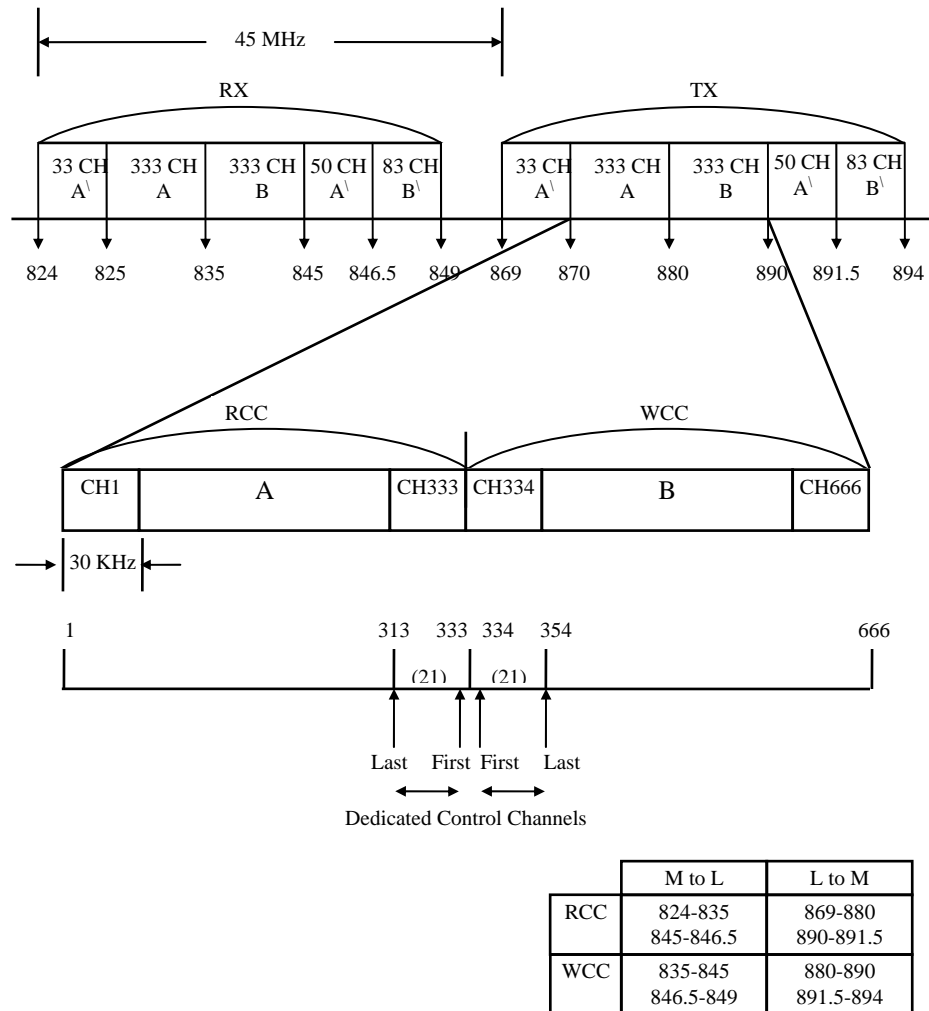 45 MHz
RX TX
33 CH 333 CH 333 CH 50 CH 83 CH 33 CH 333 CH 333 CH 50 CH 83 CH
A\ A B A\ B\ A\ A B A\ B\
824 825 835 845 846.5 849 869 870 880 890 891.5 894
RCC WCC
CH1 A CH333 CH334 B CH666
30 KHz
1 313 333 334 354 666
(21) (21)
Last First First Last
Dedicated Control Channels
M to L L to M
RCC 824-835 869-880
845-846.5 890-891.5
WCC 835-845 880-890
846.5-849 891.5-894